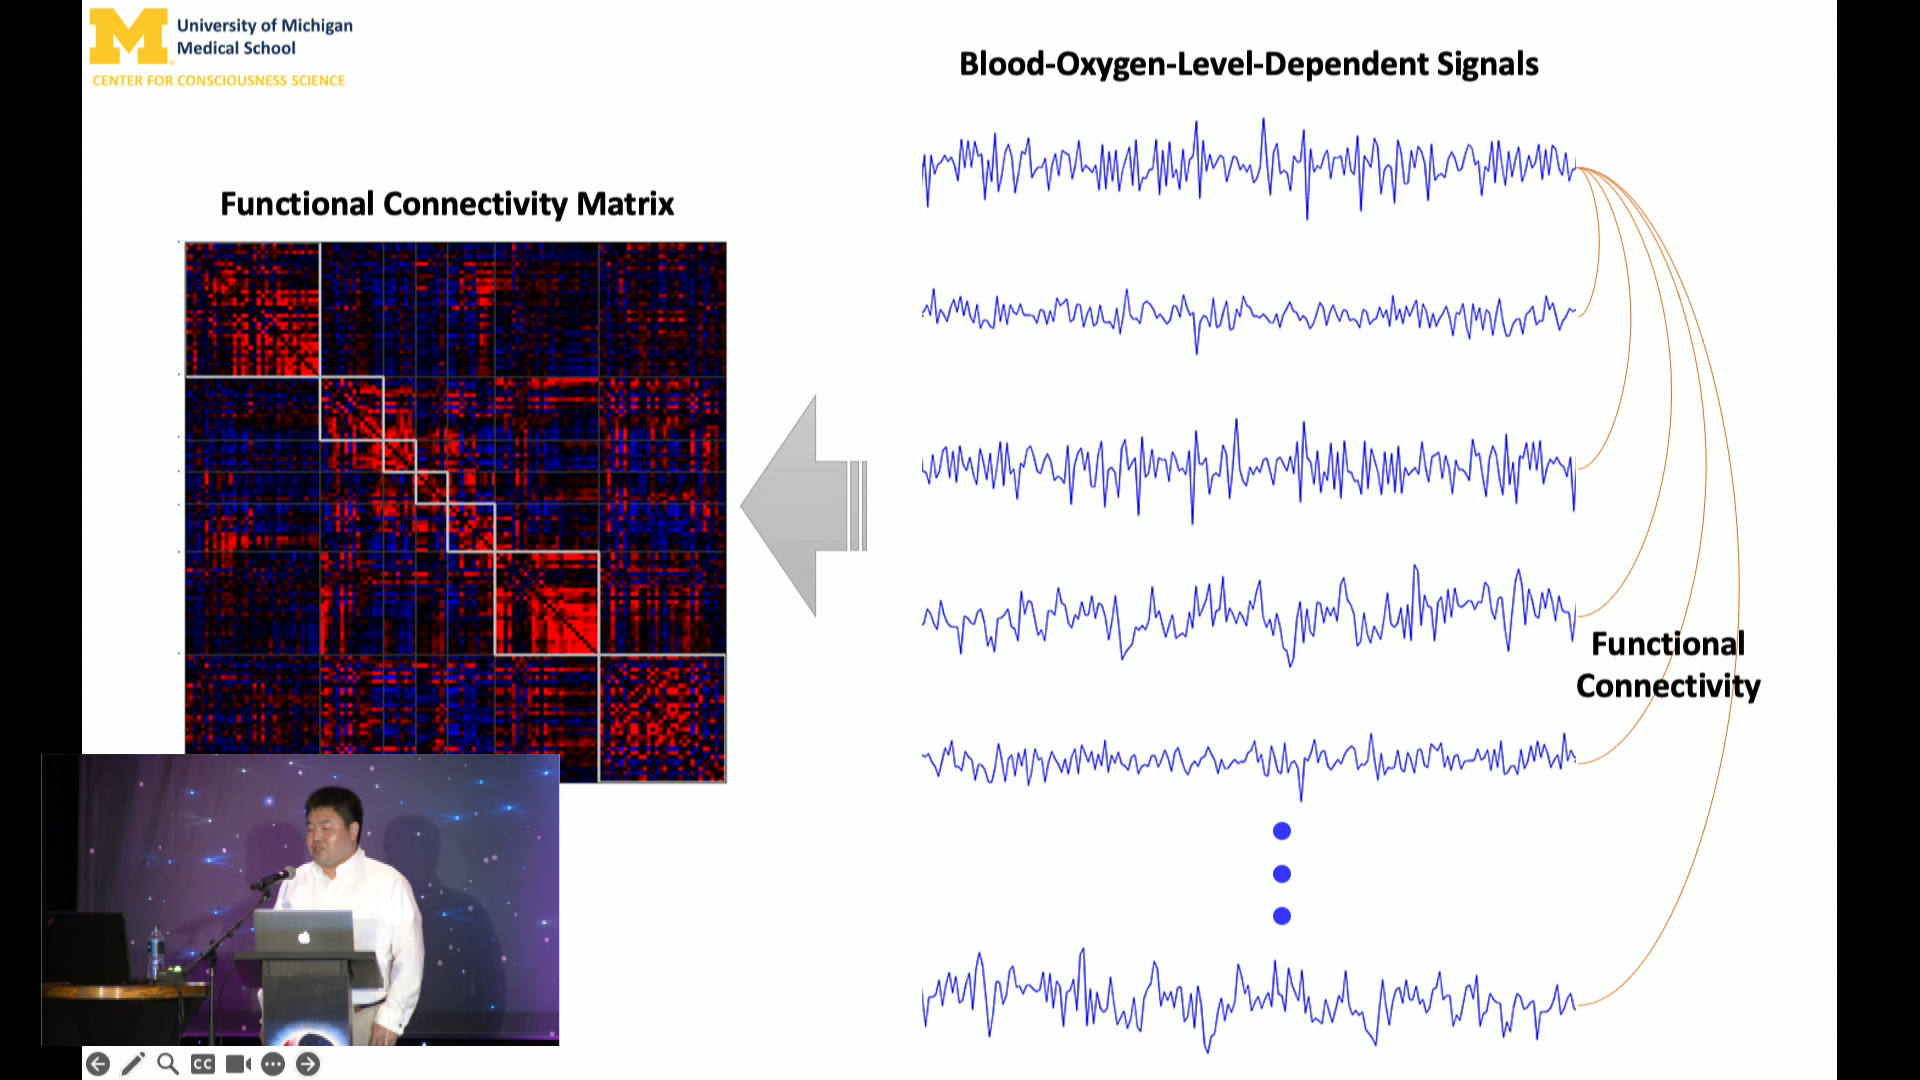 University of Michigan
Medical School
CENTER FOR CONSCIOUSNESS SCIENCE
Blood-Oxygen-Level-Dependent Signals
Functional Connectivity Matrix
Functional
Connectivity
CC